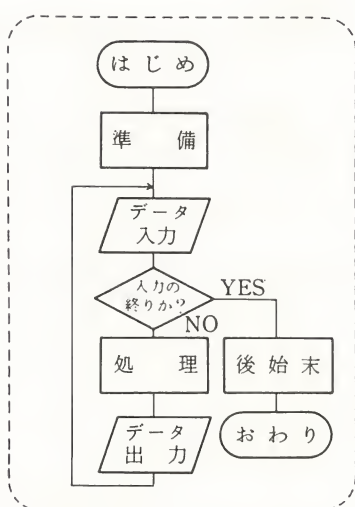 はじめ
準備
データ
入力
入力の
終りか?
YES
NO
処理
後始末
データ
出力
おわり